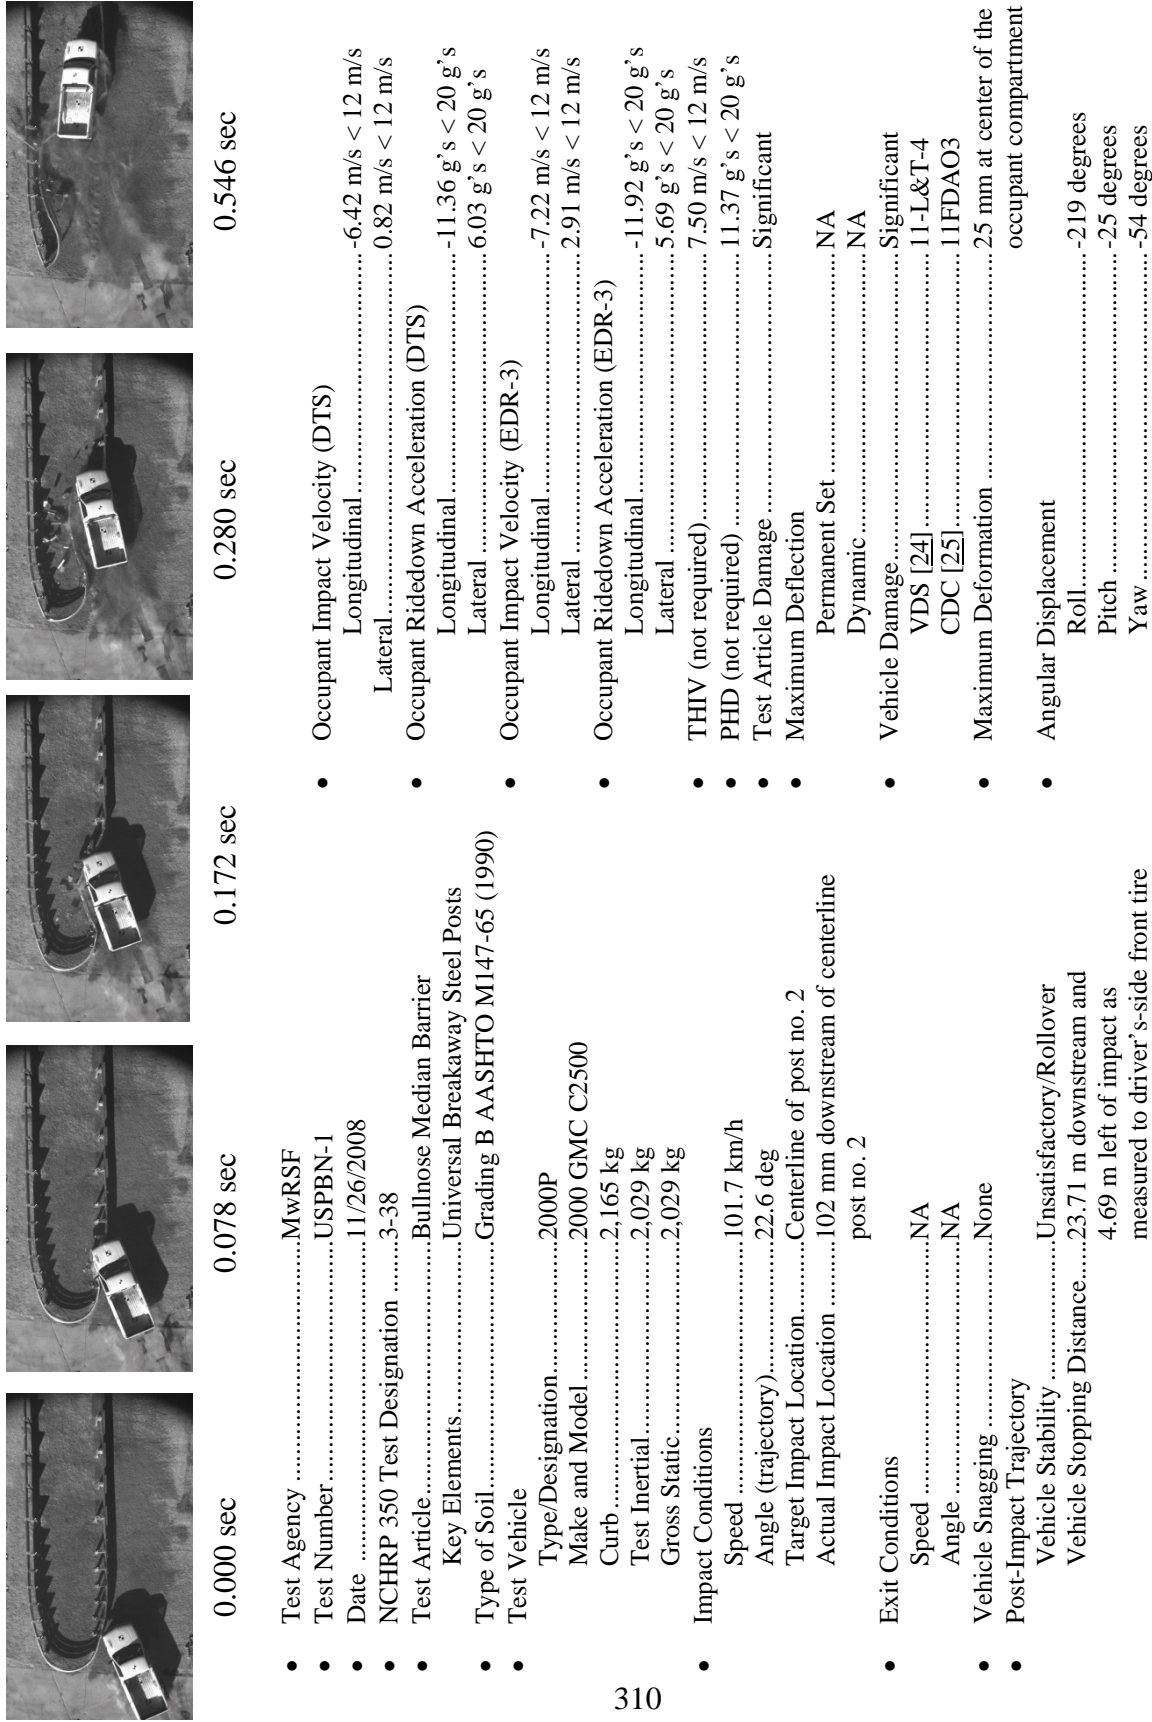 0.000 sec
0.078 sec
0.172 sec
0.280 sec
0.546 sec
• Test Agency ..... MwRSF
• Test Number ..... USPBN-1
• Date ..... 11/26/2008
• NCHRP 350 Test Designation ..... 3-38
• Test Article ..... Bullnose Median Barrier
Key Elements ..... Universal Breakaway Steel Posts
• Type of Soil ..... Grading B AASHTO M147-65 (1990)
• Test Vehicle
Type/Designation ..... 2000P
Make and Model ..... 2000 GMC C2500
Curb ..... 2,165 kg
Test Inertial ..... 2,029 kg
Gross Static ..... 2,029 kg
• Impact Conditions
Speed ..... 101.7 km/h
Angle (trajectory) ..... 22.6 deg
Target Impact Location ..... Centerline of post no. 2
Actual Impact Location ..... 102 mm downstream of centerline
post no. 2
• Exit Conditions
Speed ..... NA
Angle ..... NA
• Vehicle Snagging ..... None
• Post-Impact Trajectory
Vehicle Stability ..... Unsatisfactory/Rollover
Vehicle Stopping Distance ..... 23.71 m downstream and
4.69 m left of impact as
measured to driver's-side front tire
• Occupant Impact Velocity (DTS)
Longitudinal ..... -6.42 m/s < 12 m/s
Lateral ..... 0.82 m/s < 12 m/s
• Occupant Ridedown Acceleration (DTS)
Longitudinal ..... -11.36 g's < 20 g's
Lateral ..... 6.03 g's < 20 g's
• Occupant Impact Velocity (EDR-3)
Longitudinal ..... -7.22 m/s < 12 m/s
Lateral ..... 2.91 m/s < 12 m/s
• Occupant Ridedown Acceleration (EDR-3)
Longitudinal ..... -11.92 g's < 20 g's
Lateral ..... 5.69 g's < 20 g's
• THIV (not required) ..... 7.50 m/s < 12 m/s
• PHD (not required) ..... 11.37 g's < 20 g's
• Test Article Damage ..... Significant
• Maximum Deflection
Permanent Set ..... NA
Dynamic ..... NA
• Vehicle Damage ..... Significant
VDS [24] ..... 11-L&T-4
CDC [25] ..... 11FDAO3
• Maximum Deformation ..... 25 mm at center of the
occupant compartment
• Angular Displacement
Roll ..... -219 degrees
Pitch ..... -25 degrees
Yaw ..... -54 degrees
310